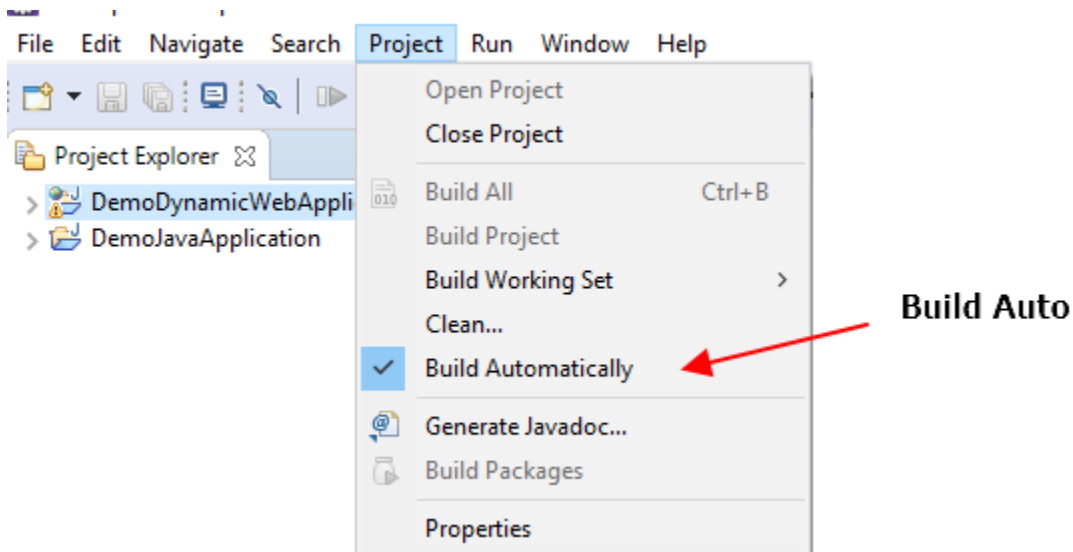 File Edit Navigate Search Project Run Window Help
Open Project
Close Project
Project Explorer
DemoDynamicWebAppli
DemoJavaApplication
Build All Ctrl+B
Build Project
Build Working Set
Clean...
Build Automatically
Build Auto
Generate Javadoc...
Build Packages
Properties